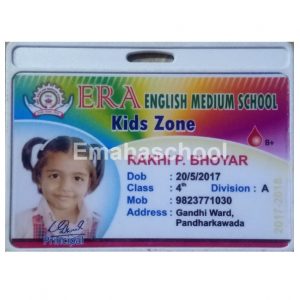 ERA ENGLISH MEDIUM SCHOOL
Kids Zone
Emahaschool
B+
RAKHI P. BHOYAR
Dob : 20/5/2017
Class : 4th Division : A
Mob : 9823771030
Address : Gandhi Ward,
Pandharkawada
Principal
2017-2018